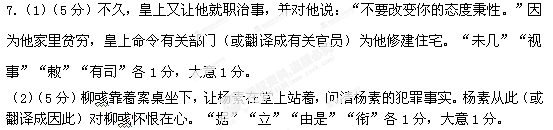 7.(1)(5分)不久，皇上又让他就职治事，并对他说：“不要改变你的态度秉性。”因
为他家里贫穷，皇上命令有关部门（或翻译成有关官员）为他修建住宅。“未几”“视
事”“敕”“有司”各1分，大意1分。
(2)(5分)柳彧靠着案桌坐下，让杨素在堂上站着，问清杨素的犯罪事实。杨素从此（或
翻译成因此）对柳彧怀恨在心。“据”“立”“由是”“衔”各1分，大意1分。